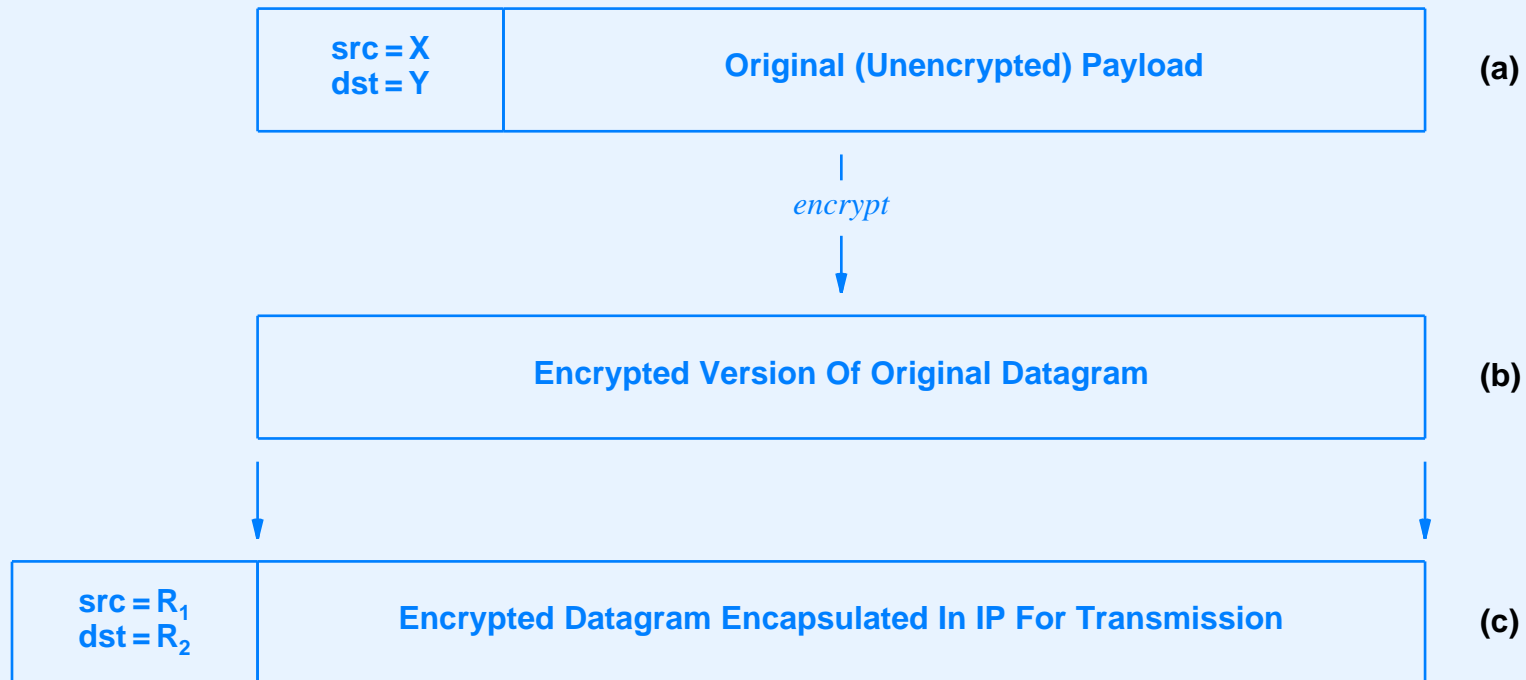 src = X
dst = Y
Original (Unencrypted) Payload
(a)
encrypt
Encrypted Version Of Original Datagram
(b)
src = R₁
dst = R₂
Encrypted Datagram Encapsulated In IP For Transmission
(c)